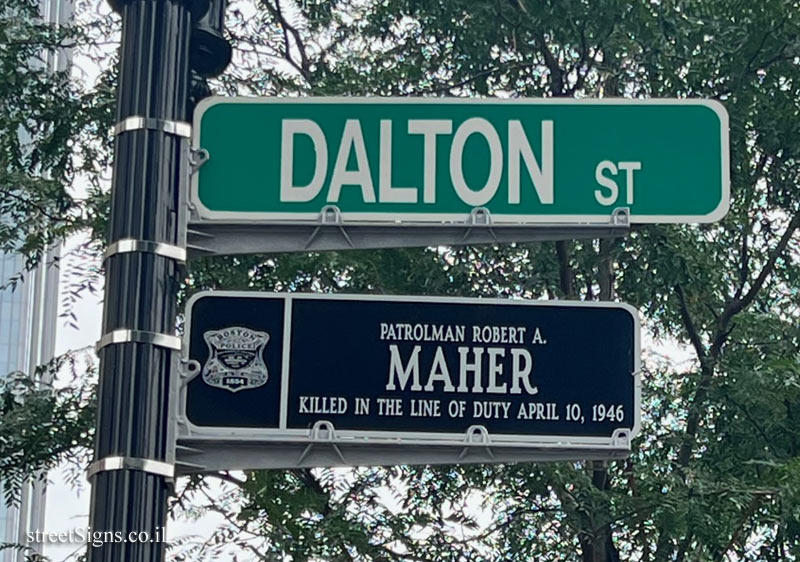 DALTON ST
PATROLMAN ROBERT A.
MAHER
KILLED IN THE LINE OF DUTY APRIL 10, 1946
BOSTON
POLICE
1854
streetSigns.co.il